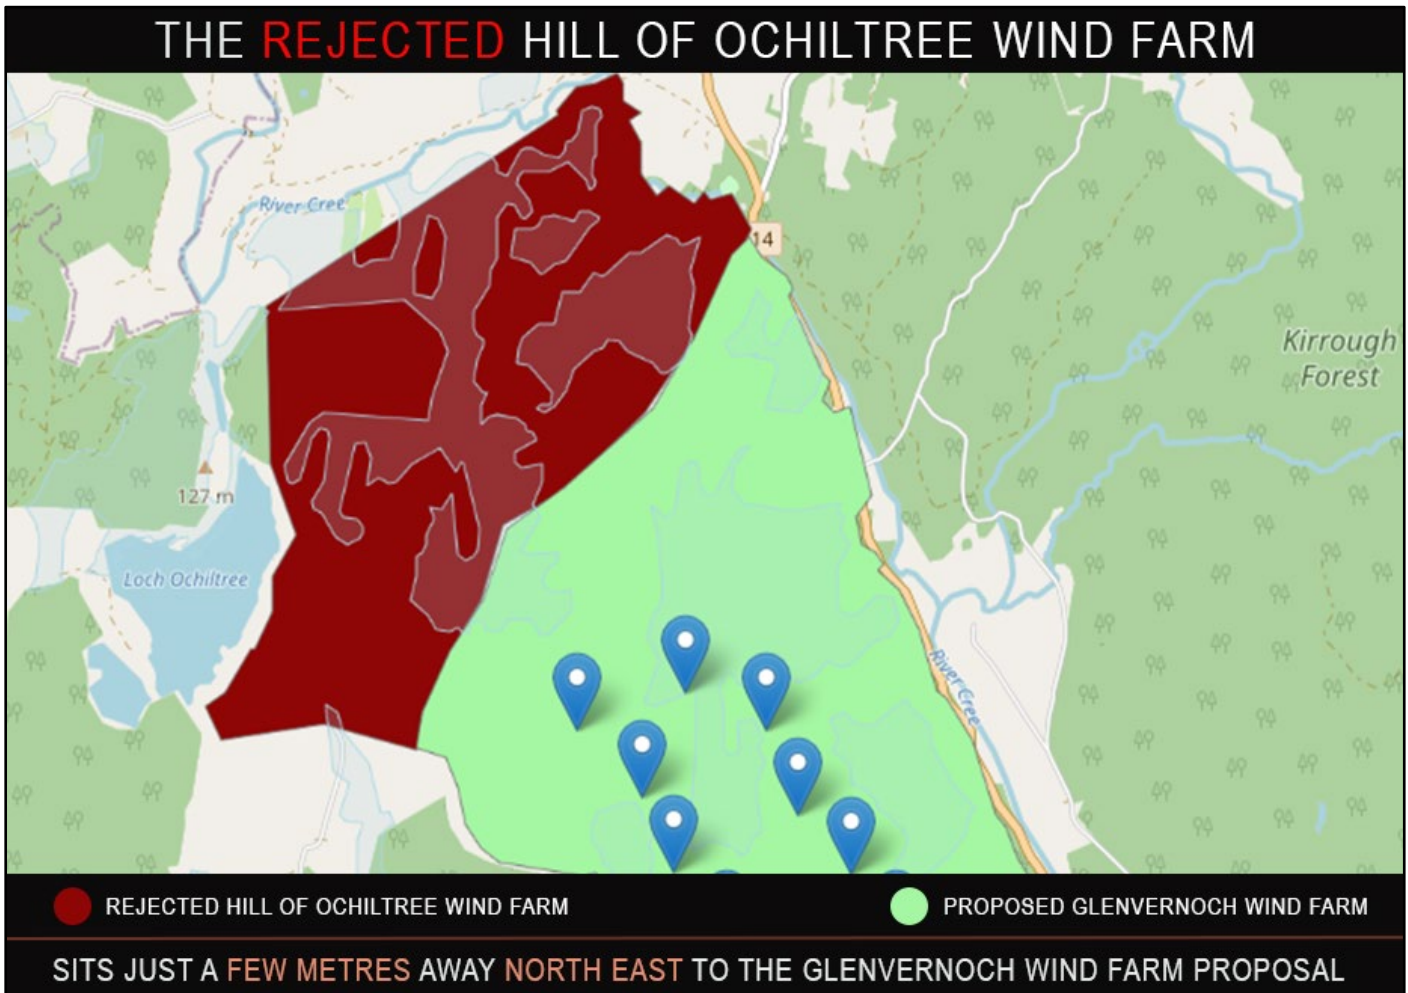 THE REJECTED HILL OF OCHILTREE WIND FARM
River Cree
14
Kirrough
Forest
127 m
Loch Ochiltree
River Cree
REJECTED HILL OF OCHILTREE WIND FARM
PROPOSED GLENVERNOCH WIND FARM
SITS JUST A FEW METRES AWAY NORTH EAST TO THE GLENVERNOCH WIND FARM PROPOSAL